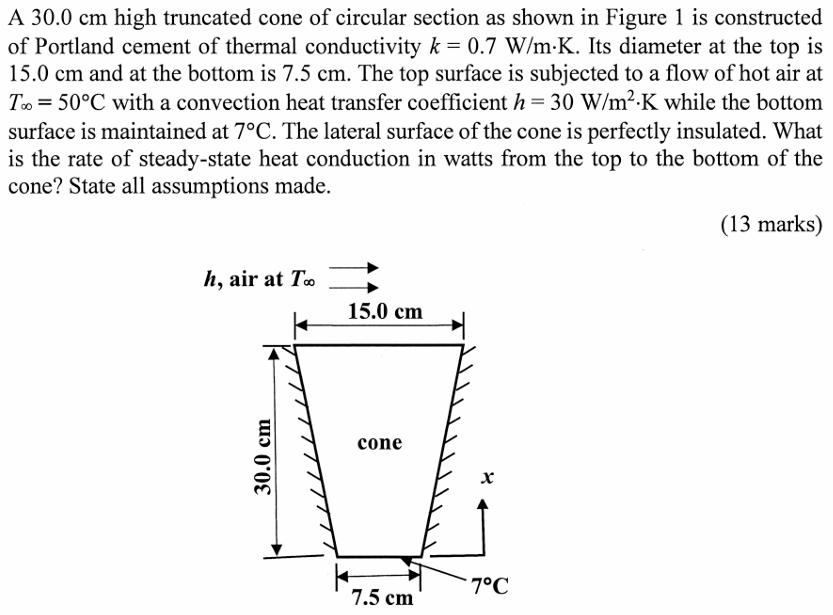 A 30.0 cm high truncated cone of circular section as shown in Figure 1 is constructed
of Portland cement of thermal conductivity k = 0.7 W/m·K. Its diameter at the top is
15.0 cm and at the bottom is 7.5 cm. The top surface is subjected to a flow of hot air at
T∞ = 50°C with a convection heat transfer coefficient h = 30 W/m²·K while the bottom
surface is maintained at 7°C. The lateral surface of the cone is perfectly insulated. What
is the rate of steady-state heat conduction in watts from the top to the bottom of the
cone? State all assumptions made.
(13 marks)
h, air at T∞
15.0 cm
30.0 cm
cone
x
7°C
7.5 cm